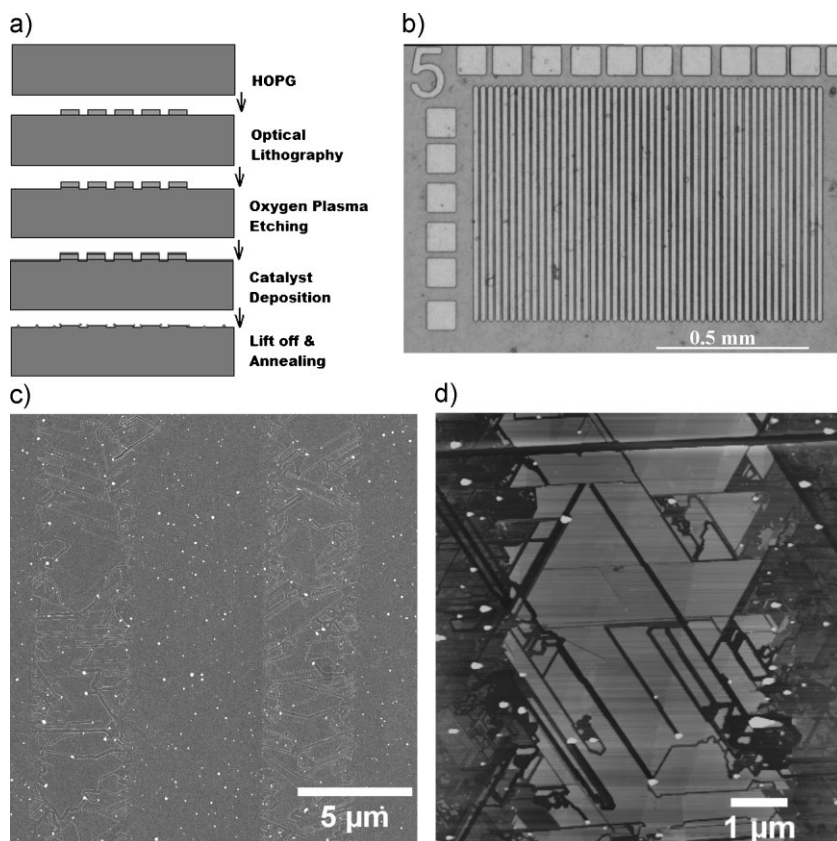 a)
HOPG
Optical
Lithography
Oxygen Plasma
Etching
Catalyst
Deposition
Lift off &
Annealing
b)
5
0.5 mm
c)
5 µm
d)
1 µm